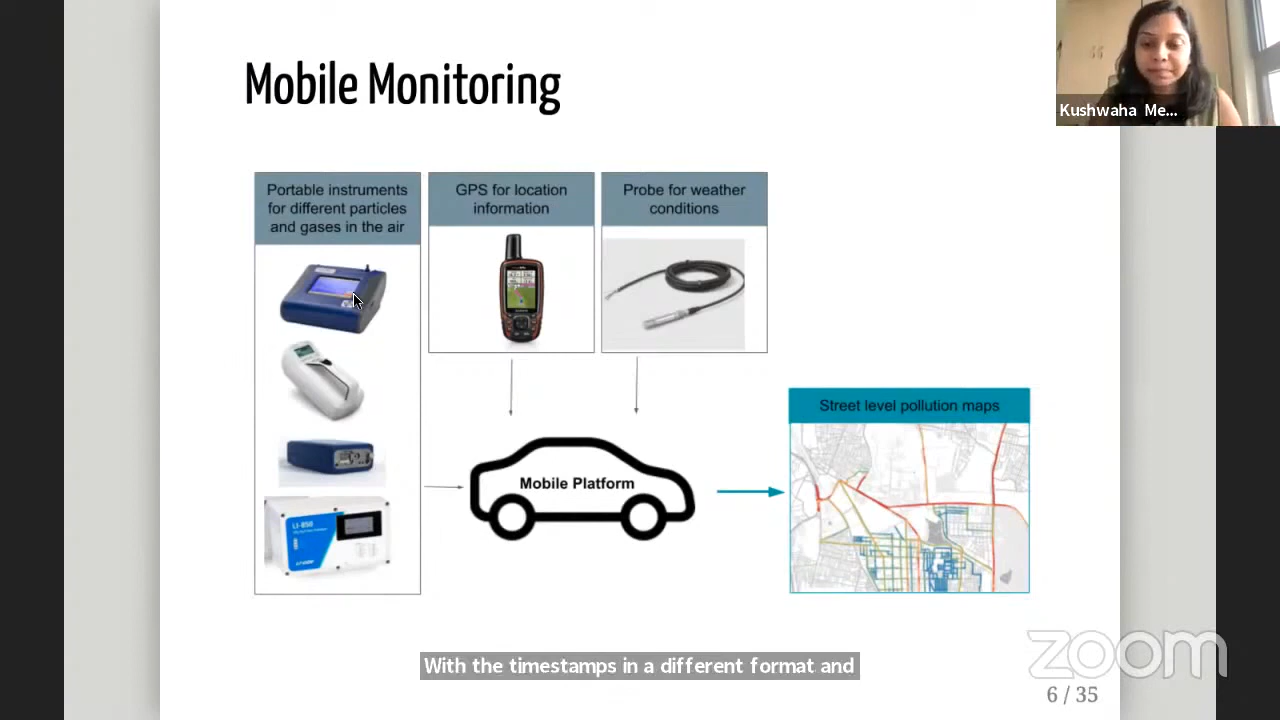 Mobile Monitoring
Kushwaha Me...
Portable instruments
for different particles
and gases in the air
GPS for location
information
Probe for weather
conditions
LI-850
Mobile Platform
Street level pollution maps
With the timestamps in a different format and
zoom
6 / 35